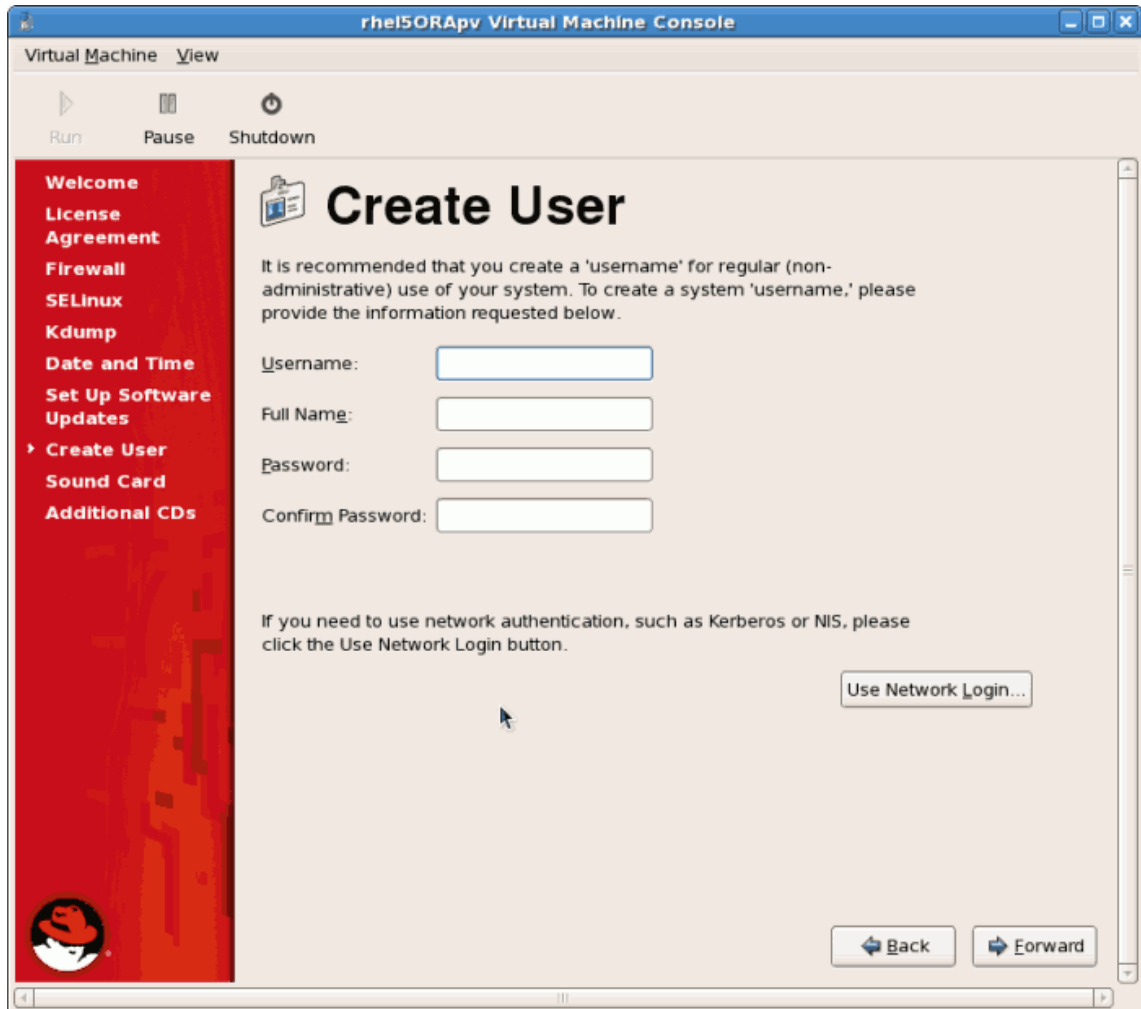 rhel5ORApv Virtual Machine Console
Virtual Machine View
Run Pause Shutdown
Welcome
License
Agreement
Firewall
SELinux
Kdump
Date and Time
Set Up Software
Updates
Create User
Sound Card
Additional CDs
Create User
It is recommended that you create a 'username' for regular (non-
administrative) use of your system. To create a system 'username,' please
provide the information requested below.
Username:
Full Name:
Password:
Confirm Password:
If you need to use network authentication, such as Kerberos or NIS, please
click the Use Network Login button.
Use Network Login...
Back Forward